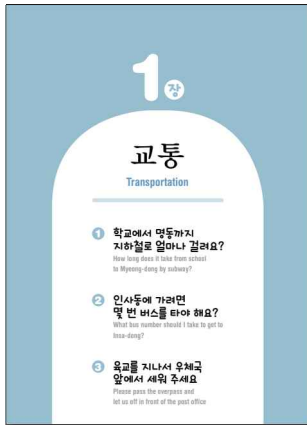 1장
교통
Transportation
1 학교에서 명동까지
지하철로 얼마나 걸려요?
How long does it take from school
to Myeong-dong by subway?
2 인사동에 가려면
몇 번 버스를 타야 해요?
What bus number should I take to get to
Insa-dong?
3 육교를 지나서 우체국
앞에서 세워 주세요
Please pass the overpass and
let us off in front of the post office